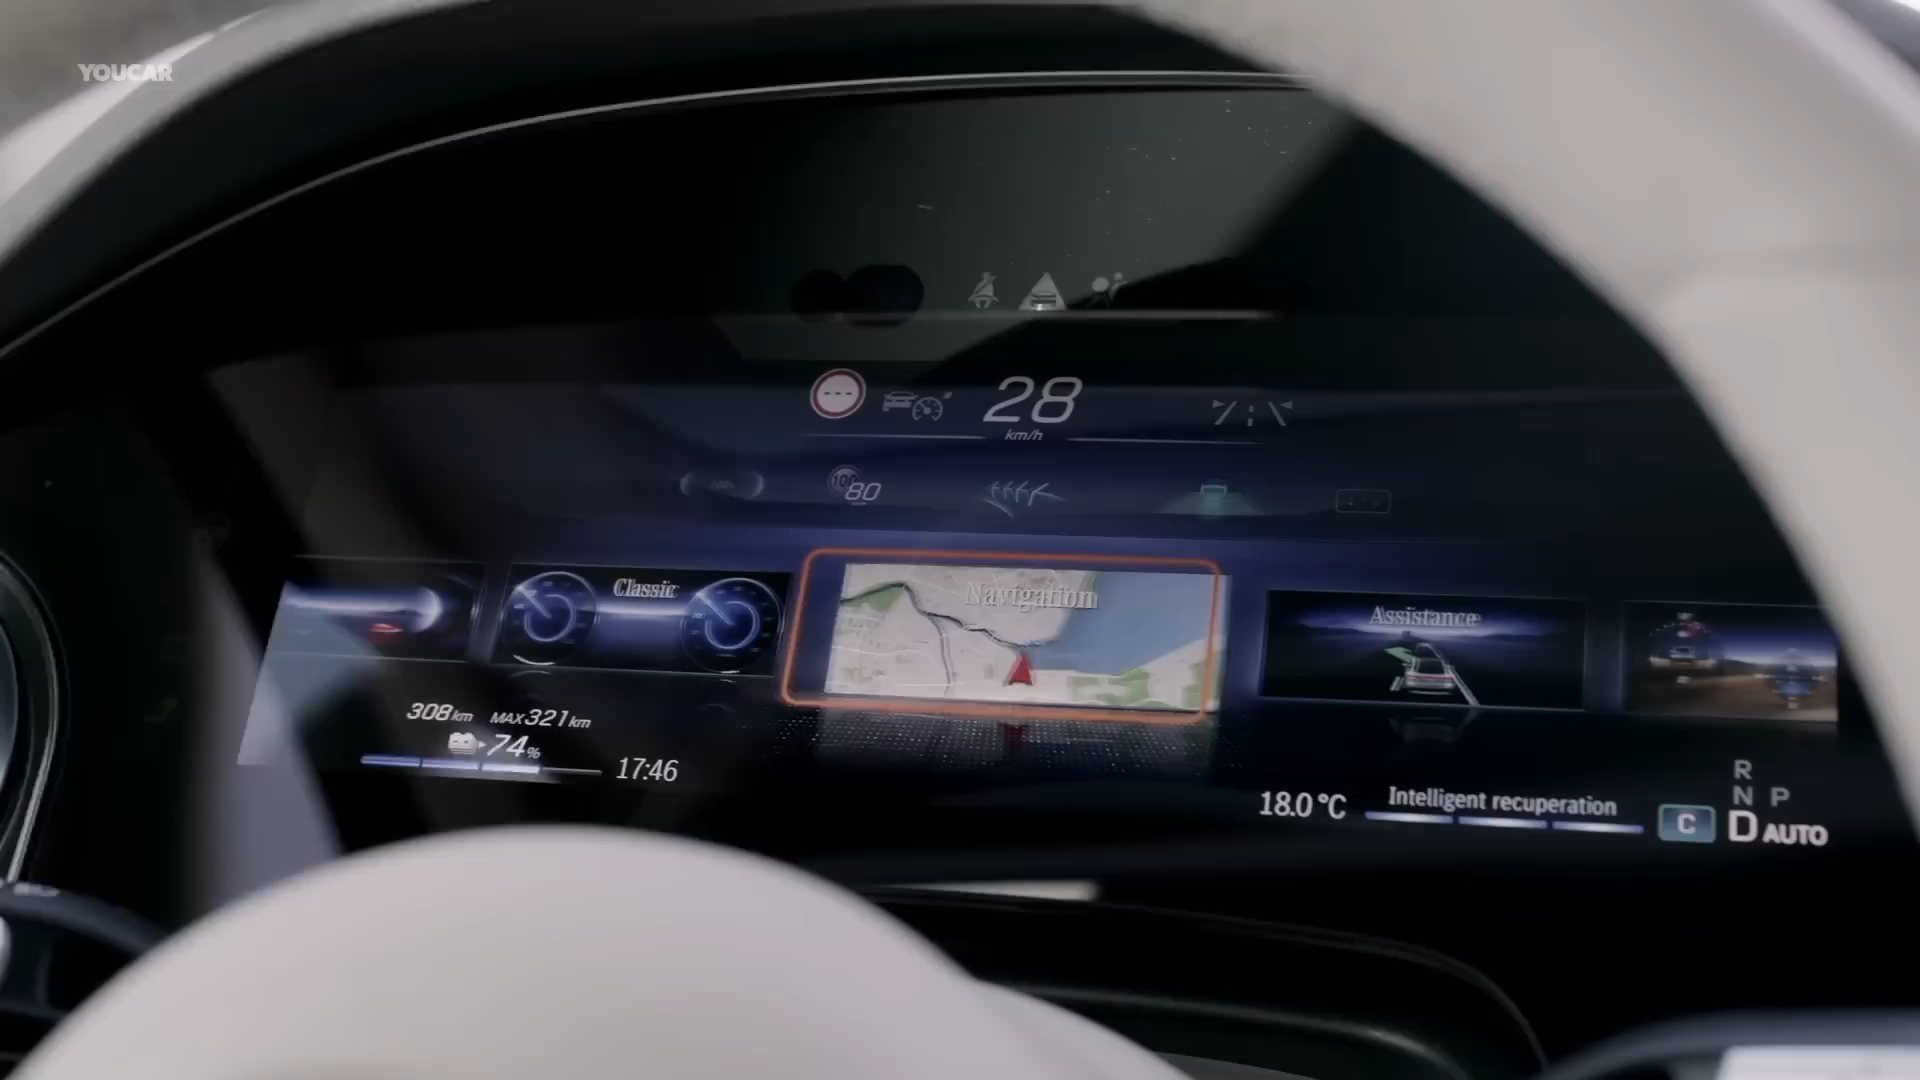 YOUCAR
28
km/h
100
80
Classic
Navigation
Assistance
308 km MAX 321 km
74%
17:46
18.0 °C
Intelligent recuperation
R
N P
C D AUTO